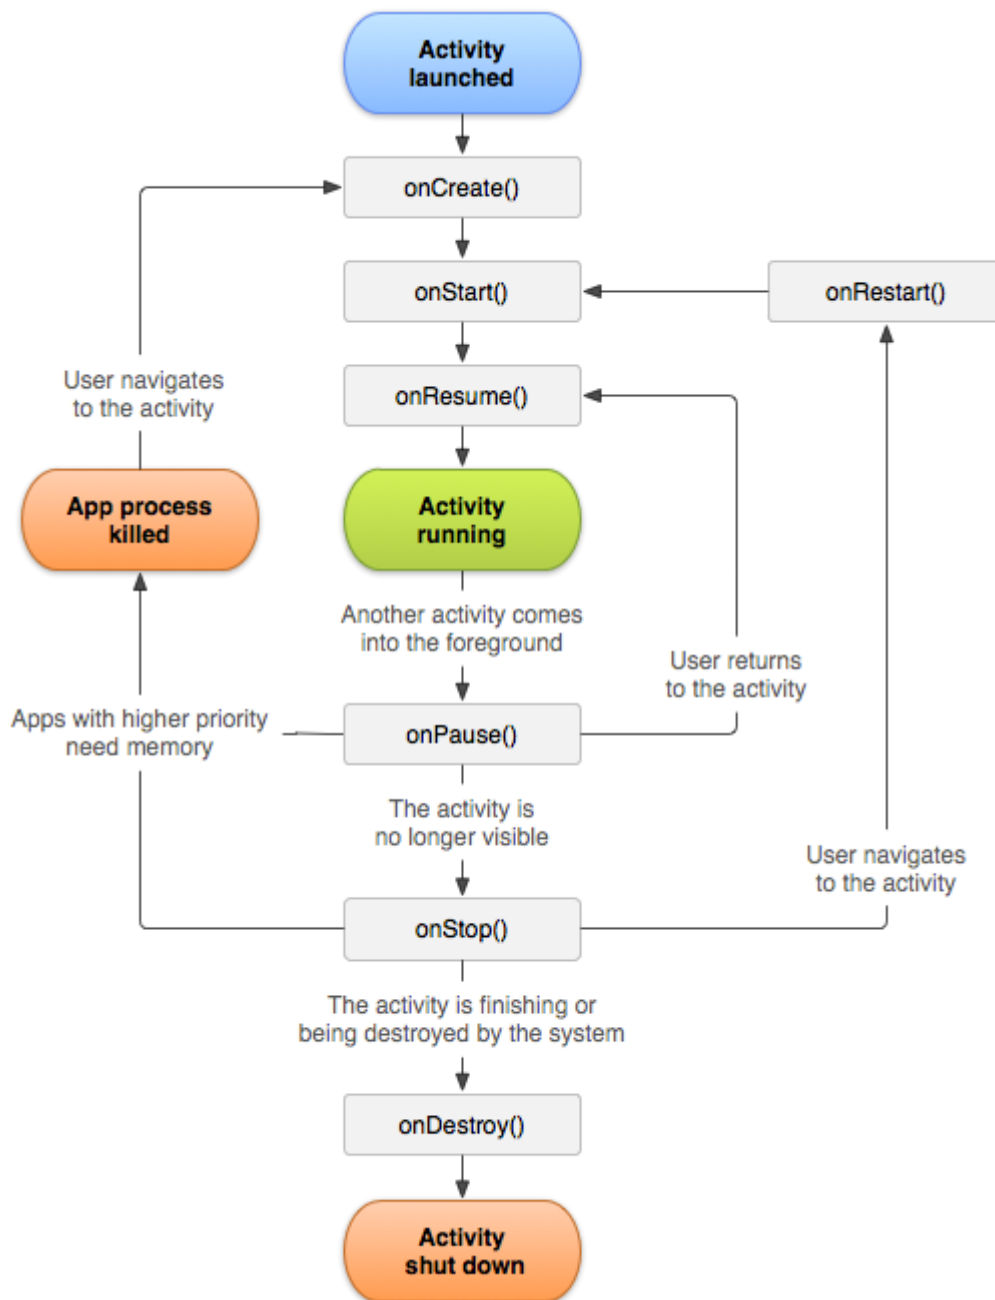 Activity
launched
onCreate()
onStart()
onRestart()
onResume()
User navigates
to the activity
App process
killed
Activity
running
Another activity comes
into the foreground
User returns
to the activity
Apps with higher priority
need memory
onPause()
The activity is
no longer visible
User navigates
to the activity
onStop()
The activity is finishing or
being destroyed by the system
onDestroy()
Activity
shut down